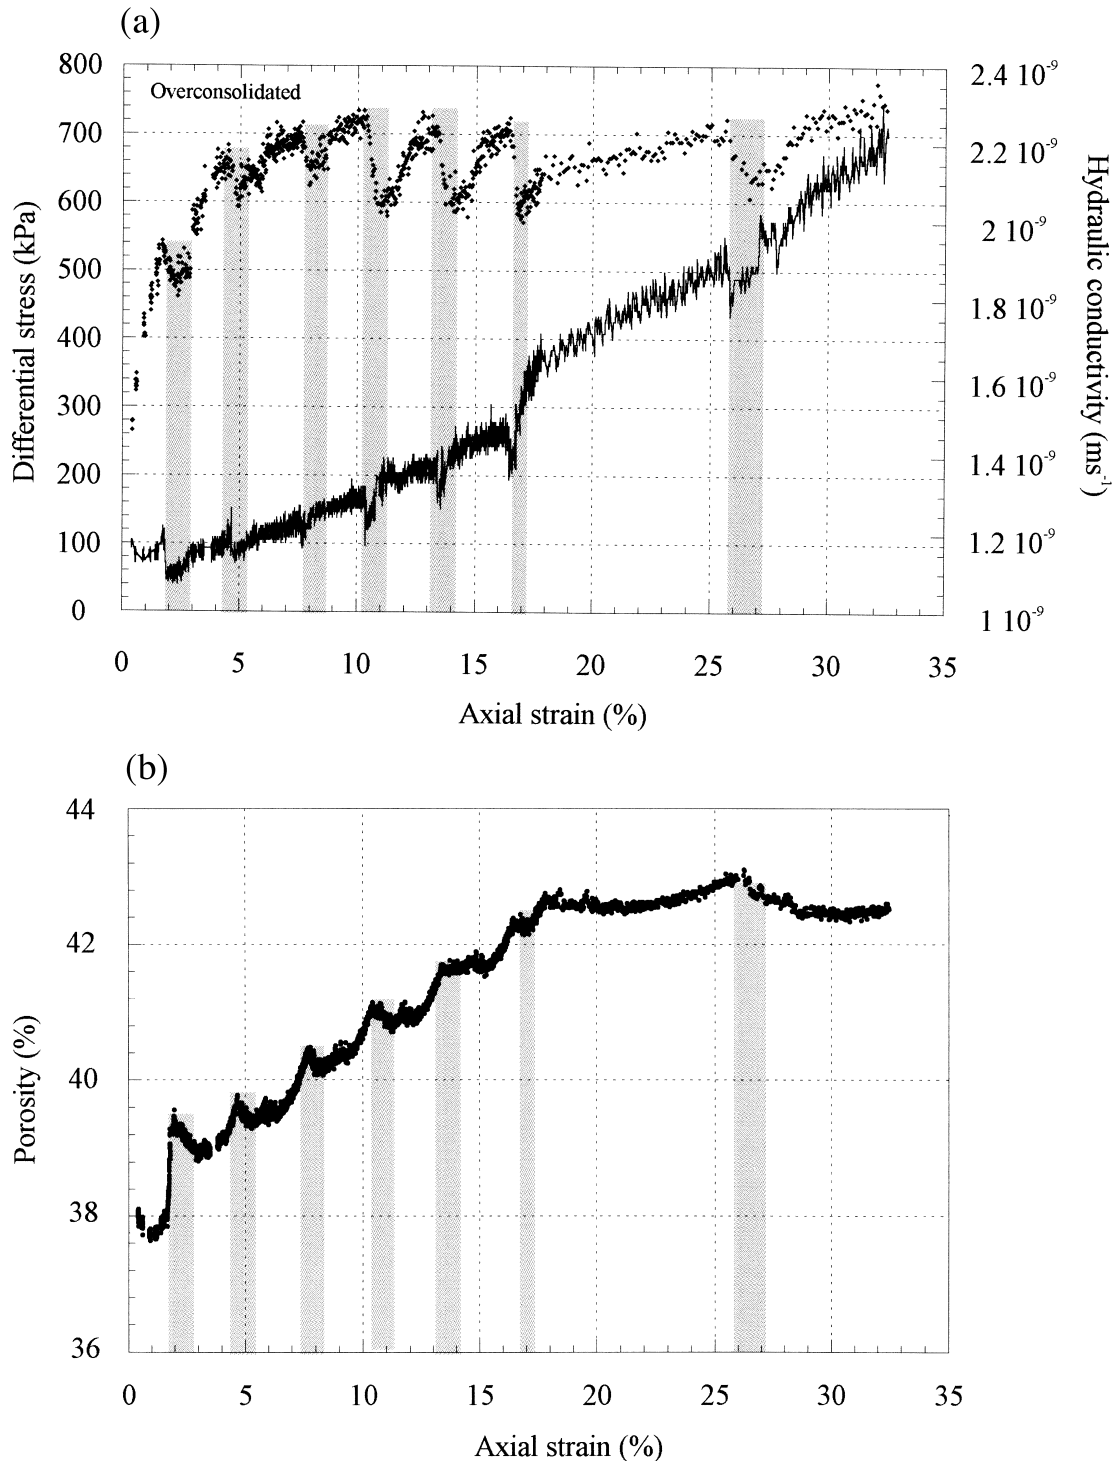 (a)
Overconsolidated
Differential stress (kPa)
800
700
600
500
400
300
200
100
0
2.4 10-9
2.2 10-9
2 10-9
1.8 10-9
1.6 10-9
1.4 10-9
1.2 10-9
1 10-9
Hydraulic conductivity (ms-1)
0 5 10 15 20 25 30 35
Axial strain (%)
(b)
Porosity (%)
44
42
40
38
36
0 5 10 15 20 25 30 35
Axial strain (%)